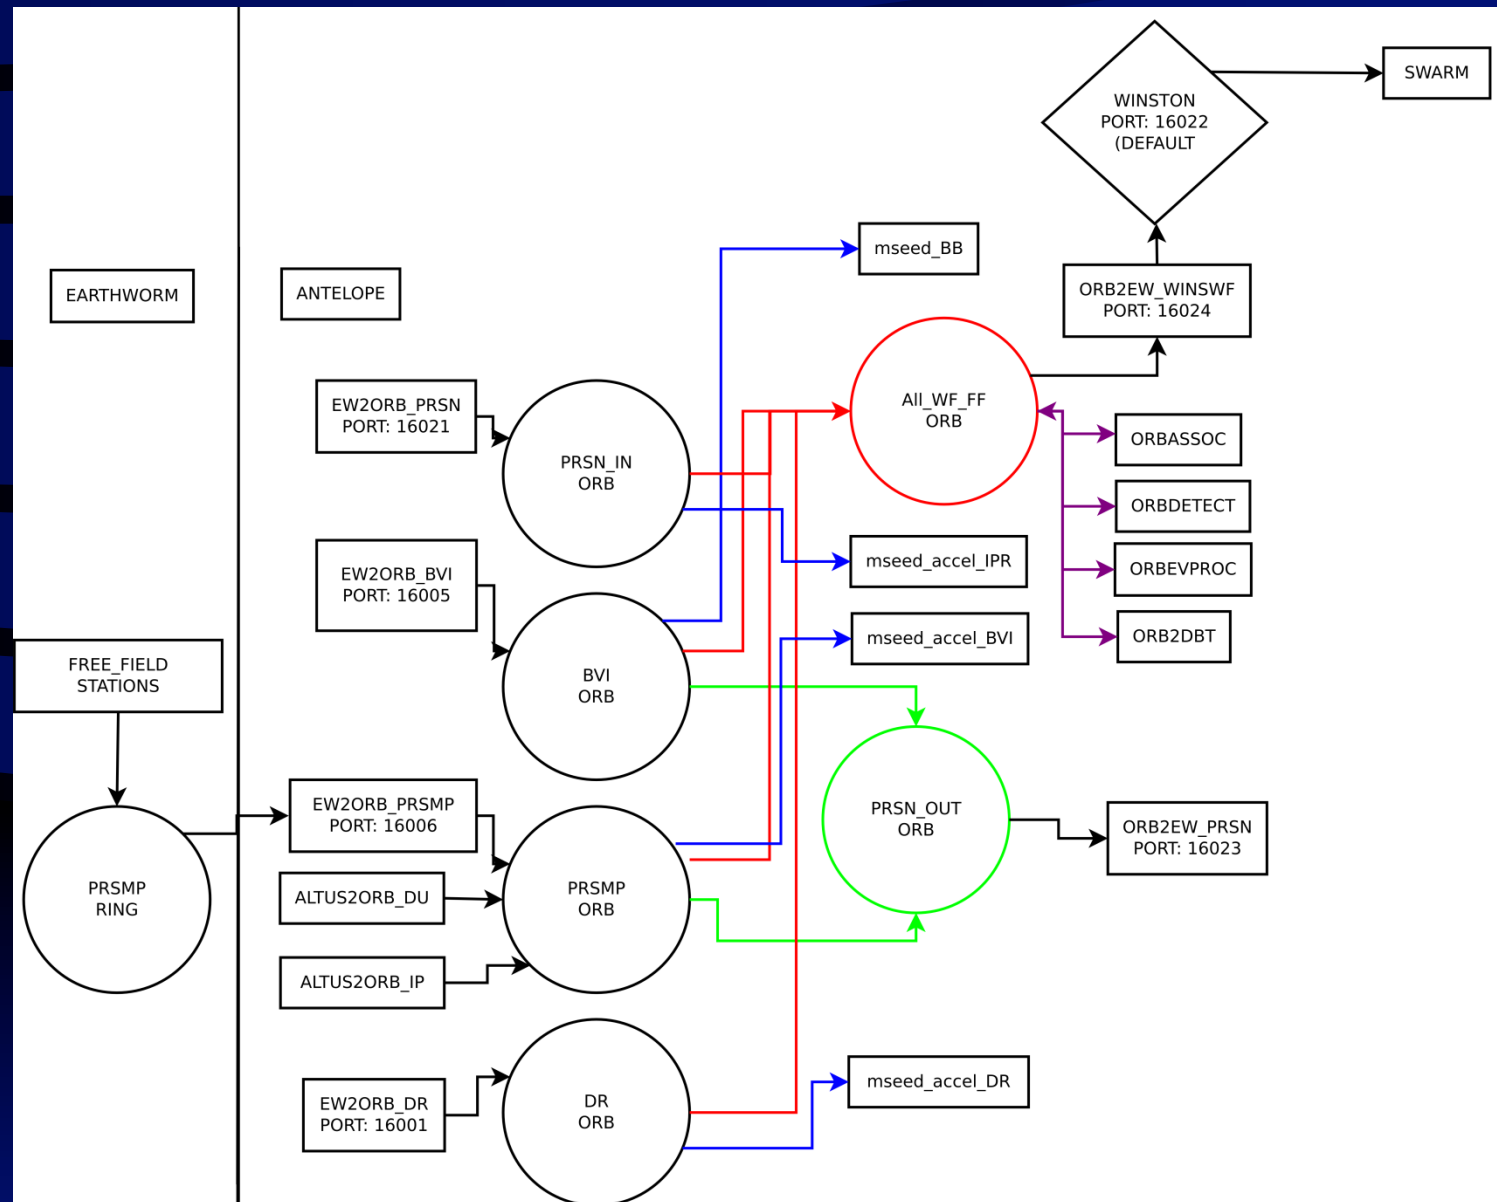 WINSTON
PORT: 16022
(DEFAULT
SWARM
mseed_BB
EARTHWORM
ANTELOPE
ORB2EW_WINSWF
PORT: 16024
EW2ORB_PRSN
PORT: 16021
PRSN_IN
ORB
All_WF_FF
ORB
ORBASSOC
ORBDETECT
ORBEVPROC
ORB2DBT
EW2ORB_BVI
PORT: 16005
mseed_accel_IPR
mseed_accel_BVI
BVI
ORB
FREE_FIELD
STATIONS
EW2ORB_PRSMP
PORT: 16006
PRSN_OUT
ORB
ORB2EW_PRSN
PORT: 16023
PRSMP
RING
ALTUS2ORB_DU
PRSMP
ORB
ALTUS2ORB_IP
EW2ORB_DR
PORT: 16001
DR
ORB
mseed_accel_DR